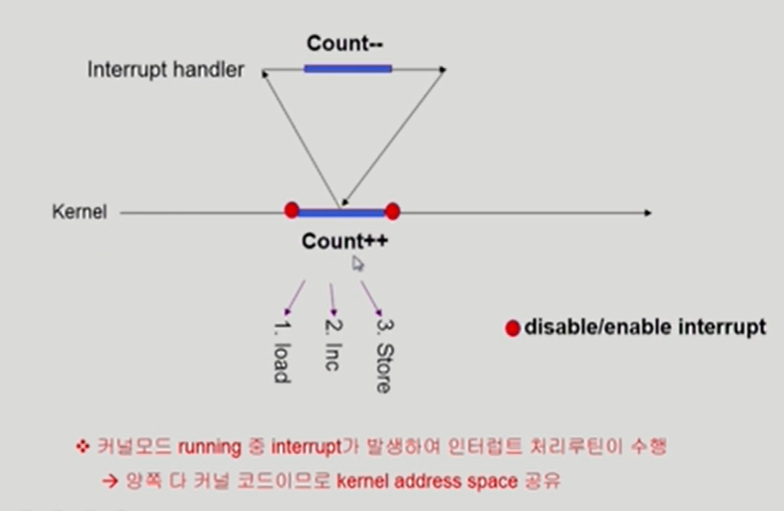 Count--
Interrupt handler
Kernel
Count++
1. load
2. Inc
3. Store
disable/enable interrupt
❖ 커널모드 running 중 interrupt가 발생하여 인터럽트 처리루틴이 수행
→ 양쪽 다 커널 코드이므로 kernel address space 공유